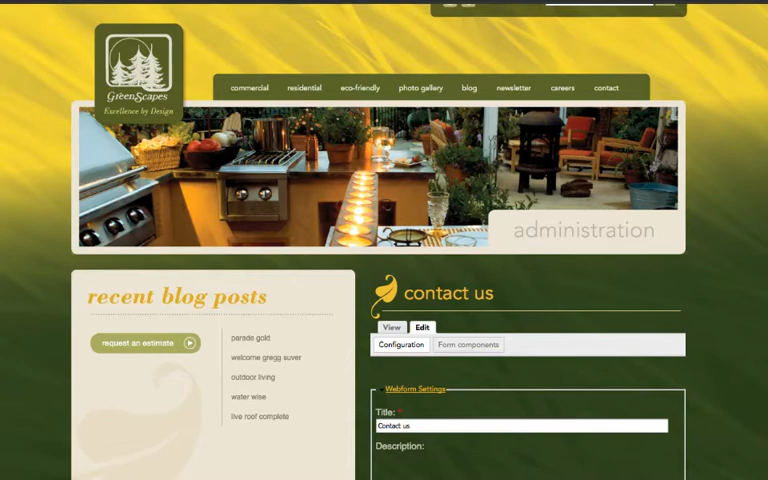 GreenScapes
Excellence by Design
commercial residential eco-friendly photo gallery blog newsletter careers contact
administration
recent blog posts
request an estimate
parade gold
welcome gregg suver
outdoor living
water wise
live roof complete
contact us
View Edit
Configuration Form components
Webform Settings
Title: *
Contact us
Description: